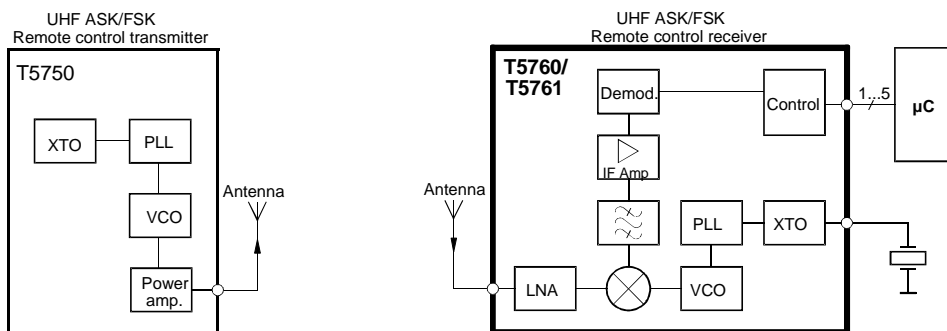 UHF ASK/FSK
Remote control transmitter
T5750
XTO
PLL
VCO
Power
amp.
Antenna
UHF ASK/FSK
Remote control receiver
T5760/
T5761
Demod.
Control
1...5
µC
IF Amp
Antenna
PLL
XTO
LNA
VCO